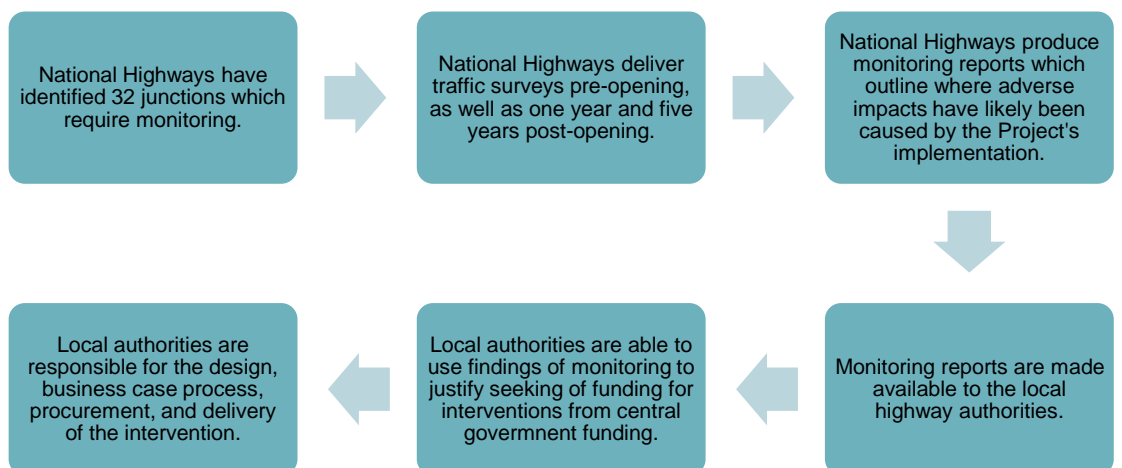 National Highways have
identified 32 junctions which
require monitoring.
National Highways deliver
traffic surveys pre-opening,
as well as one year and five
years post-opening.
National Highways produce
monitoring reports which
outline where adverse
impacts have likely been
caused by the Project's
implementation.
Monitoring reports are made
available to the local
highway authorities.
Local authorities are able to
use findings of monitoring to
justify seeking of funding for
interventions from central
govermnent funding.
Local authorities are
responsible for the design,
business case process,
procurement, and delivery
of the intervention.